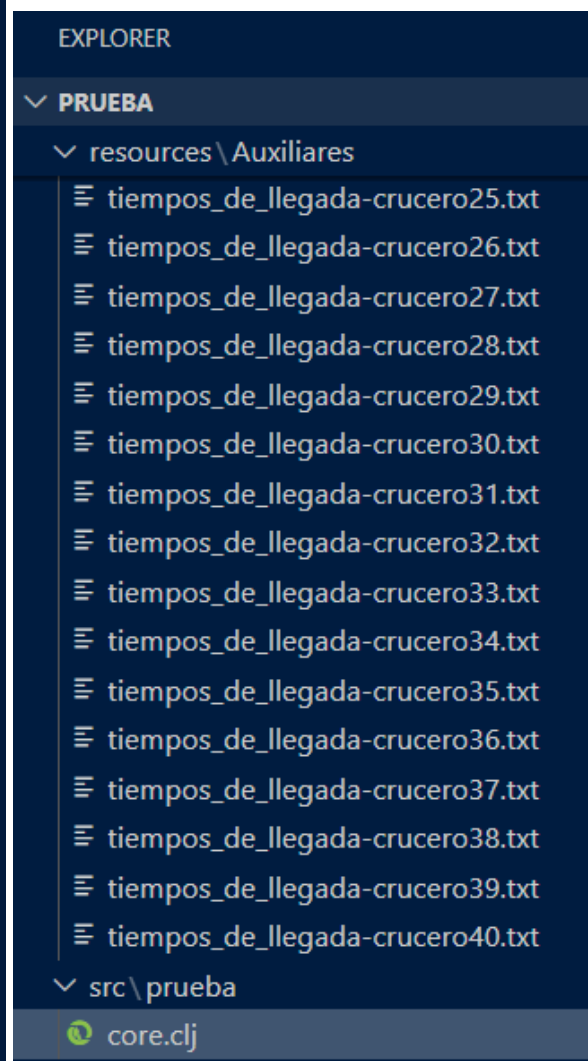 EXPLORER
PRUEBA
resources\Auxiliares
tiempos_de_llegada-crucero25.txt
tiempos_de_llegada-crucero26.txt
tiempos_de_llegada-crucero27.txt
tiempos_de_llegada-crucero28.txt
tiempos_de_llegada-crucero29.txt
tiempos_de_llegada-crucero30.txt
tiempos_de_llegada-crucero31.txt
tiempos_de_llegada-crucero32.txt
tiempos_de_llegada-crucero33.txt
tiempos_de_llegada-crucero34.txt
tiempos_de_llegada-crucero35.txt
tiempos_de_llegada-crucero36.txt
tiempos_de_llegada-crucero37.txt
tiempos_de_llegada-crucero38.txt
tiempos_de_llegada-crucero39.txt
tiempos_de_llegada-crucero40.txt
src\prueba
core.clj